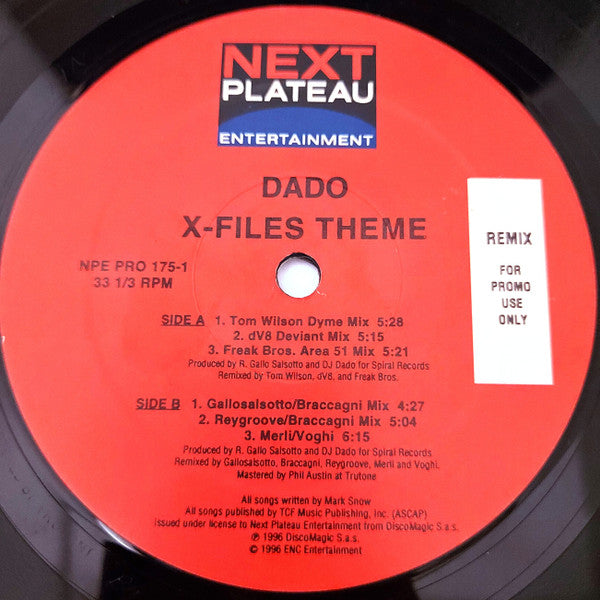 NEXT
PLATEAU
ENTERTAINMENT
DADO
X-FILES THEME
NPE PRO 175-1
33 1/3 RPM
REMIX
FOR
PROMO
USE
ONLY
SIDE A 1. Tom Wilson Dyme Mix 5:28
2. dV8 Deviant Mix 5:15
3. Freak Bros. Area 51 Mix 5:21
Produced by R. Gallo Salsotto and DJ Dado for Spiral Records
Remixed by Tom Wilson, dV8, and Freak Bros.
SIDE B 1. Gallosalsotto/Braccagni Mix 4:27
2. Reygroove/Braccagni Mix 5:04
3. Merli/Voghi 6:15
Produced by R. Gallo Salsotto and DJ Dado for Spiral Records
Remixed by Gallosalsotto, Braccagni, Reygroove, Merli and Voghi.
Mastered by Phil Austin at Trutone
All songs written by Mark Snow
All songs published by TCF Music Publishing, Inc. (ASCAP)
Issued under license to Next Plateau Entertainment from DiscoMagic S.a.s.
℗ 1996 DiscoMagic S.a.s.
© 1996 ENC Entertainment